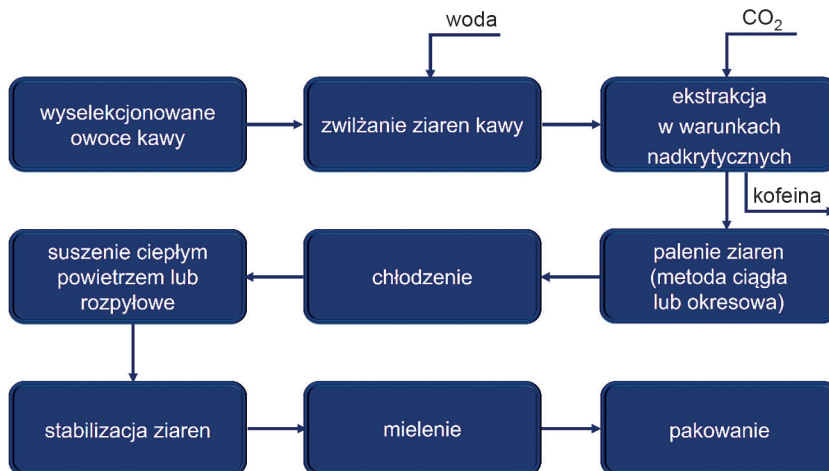 woda
CO₂
wyselekcjonowane
owoce kawy
zwilżanie ziaren kawy
ekstrakcja
w warunkach
nadkrytycznych
kofeina
palenie ziaren
(metoda ciągła
lub okresowa)
chłodzenie
suszenie ciepłym
powietrzem lub
rozpyłowe
stabilizacja ziaren
mielenie
pakowanie